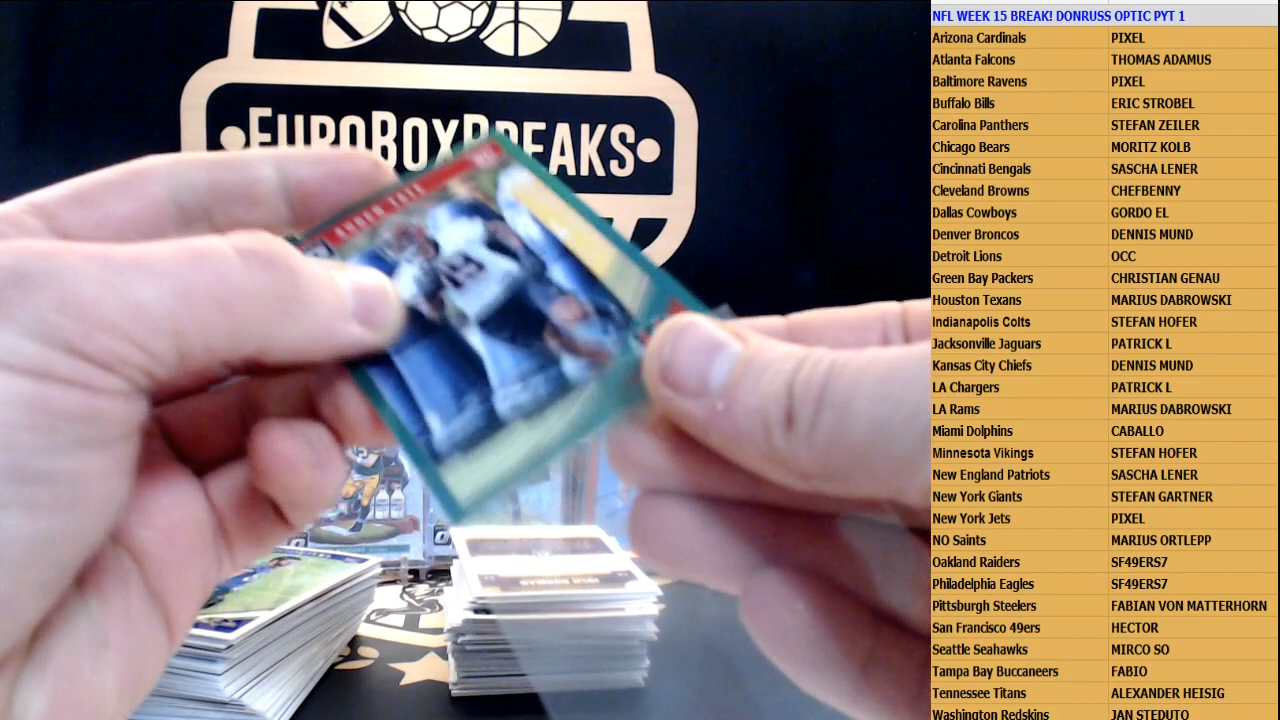 EUROBOXBREAKS
NFL WEEK 15 BREAK! DONRUSS OPTIC PYT 1
Arizona Cardinals PIXEL
Atlanta Falcons THOMAS ADAMUS
Baltimore Ravens PIXEL
Buffalo Bills ERIC STROBEL
Carolina Panthers STEFAN ZEILER
Chicago Bears MORITZ KOLB
Cincinnati Bengals SASCHA LENER
Cleveland Browns CHEFBENNY
Dallas Cowboys GORDO EL
Denver Broncos DENNIS MUND
Detroit Lions OCC
Green Bay Packers CHRISTIAN GENAU
Houston Texans MARIUS DABROWSKI
Indianapolis Colts STEFAN HOFER
Jacksonville Jaguars PATRICK L
Kansas City Chiefs DENNIS MUND
LA Chargers PATRICK L
LA Rams MARIUS DABROWSKI
Miami Dolphins CABALLO
Minnesota Vikings STEFAN HOFER
New England Patriots SASCHA LENER
New York Giants STEFAN GARTNER
New York Jets PIXEL
NO Saints MARIUS ORTLEPP
Oakland Raiders SF49ERS7
Philadelphia Eagles SF49ERS7
Pittsburgh Steelers FABIAN VON MATTERHORN
San Francisco 49ers HECTOR
Seattle Seahawks MIRCO SO
Tampa Bay Buccaneers FABIO
Tennessee Titans ALEXANDER HEISIG
Washington Redskins JAN STEDUTO